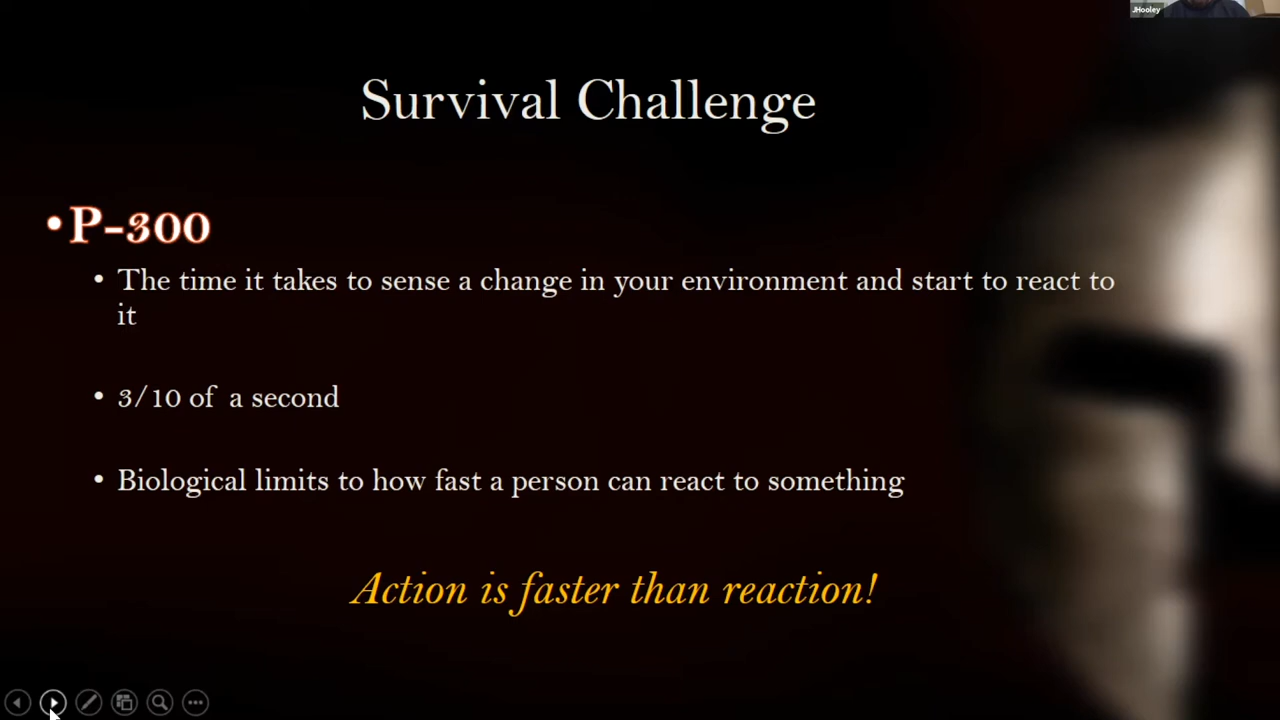 JHooley
Survival Challenge
•P-300
• The time it takes to sense a change in your environment and start to react to
it
• 3/10 of a second
• Biological limits to how fast a person can react to something
Action is faster than reaction!